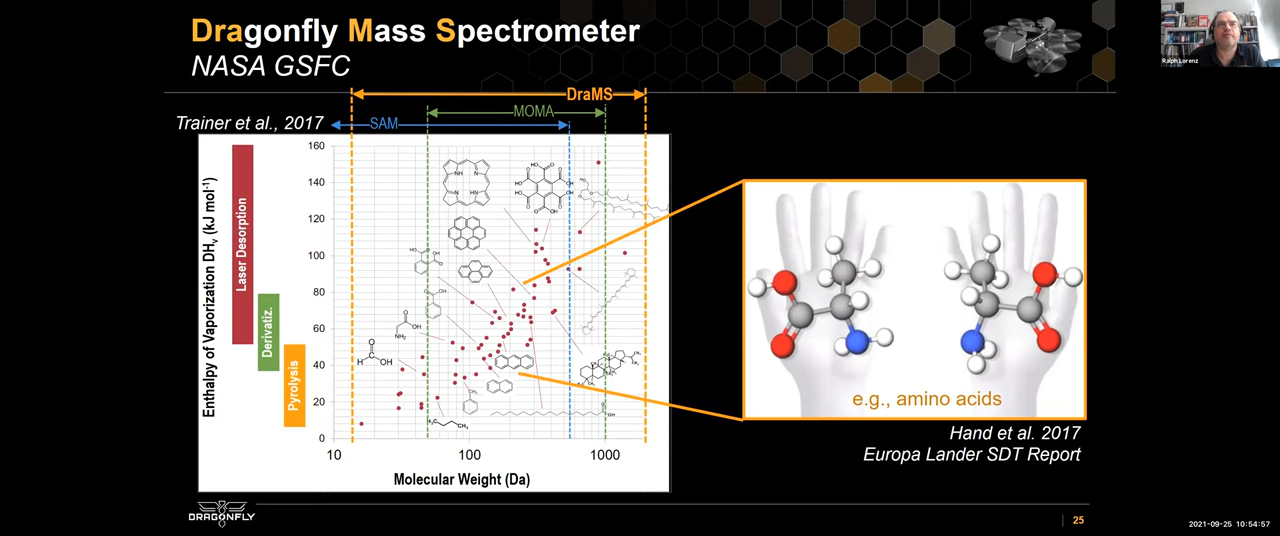 Dragonfly Mass Spectrometer
NASA GSFC
Ralph Lorenz
DraMS
MOMA
SAM
Trainer et al., 2017
Enthalpy of Vaporization DHv (kJ mol-1)
Laser Desorption
Derivatiz.
Pyrolysis
160
140
120
100
80
60
40
20
0
10
100
1000
Molecular Weight (Da)
e.g., amino acids
Hand et al. 2017
Europa Lander SDT Report
DRAGONFLY
25
2021-09-25 10:54:57